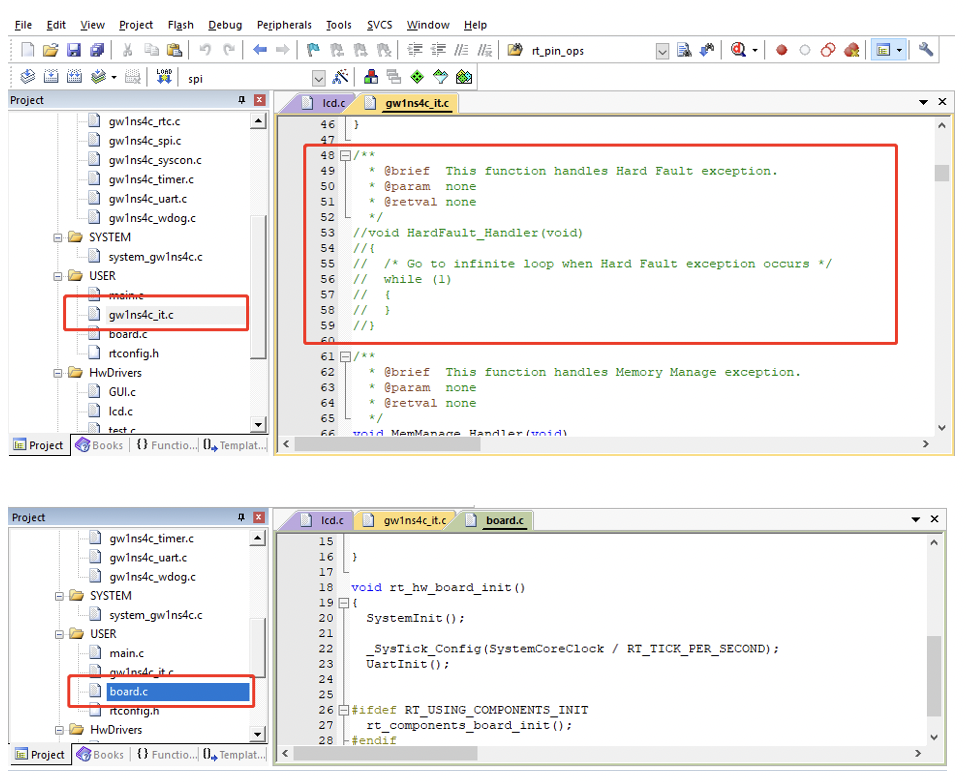 File Edit View Project Flash Debug Peripherals Tools SVCS Window Help
rt_pin_ops
LOAD spi
Project
gw1ns4c_rtc.c
gw1ns4c_spi.c
gw1ns4c_syscon.c
gw1ns4c_timer.c
gw1ns4c_uart.c
gw1ns4c_wdog.c
SYSTEM
system_gw1ns4c.c
USER
main.c
gw1ns4c_it.c
board.c
rtconfig.h
HwDrivers
GUI.c
lcd.c
test.c
Project Books {} Functio... Templat...
lcd.c gw1ns4c_it.c
46 }
47
48 /**
49 * @brief This function handles Hard Fault exception.
50 * @param none
51 * @retval none
52 */
53 //void HardFault_Handler(void)
54 //{
55 // /* Go to infinite loop when Hard Fault exception occurs */
56 // while (1)
57 // {
58 // }
59 //}
60
61 /**
62 * @brief This function handles Memory Manage exception.
63 * @param none
64 * @retval none
65 */
66 void MemManage_Handler(void)
Project
gw1ns4c_timer.c
gw1ns4c_uart.c
gw1ns4c_wdog.c
SYSTEM
system_gw1ns4c.c
USER
main.c
gw1ns4c_it.c
board.c
rtconfig.h
HwDrivers
Project Books {} Functio... Templat...
lcd.c gw1ns4c_it.c board.c
15
16 }
17
18 void rt_hw_board_init()
19 {
20 SystemInit();
21
22 _SysTick_Config(SystemCoreClock / RT_TICK_PER_SECOND);
23 UartInit();
24
25
26 #ifdef RT_USING_COMPONENTS_INIT
27 rt_components_board_init();
28 #endif